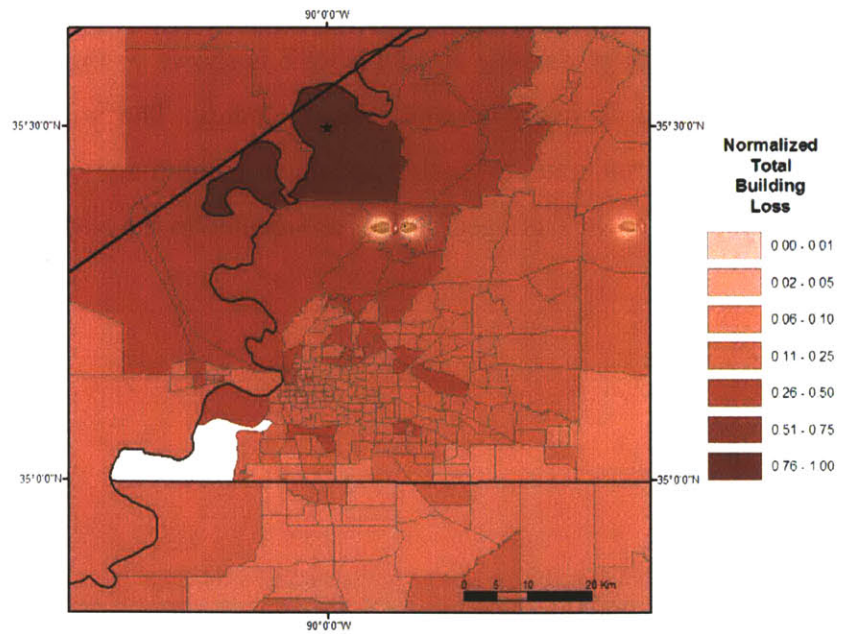 90°0'0"W
35°30'0"N
35°30'0"N
Normalized
Total
Building
Loss
0 00 - 0 01
0 02 - 0 05
0 06 - 0 10
0 11 - 0 25
0 26 - 0 50
0 51 - 0 75
0 76 - 1 00
35°0'0"N
35°0'0"N
0 5 10 20 Km
90°0'0"W